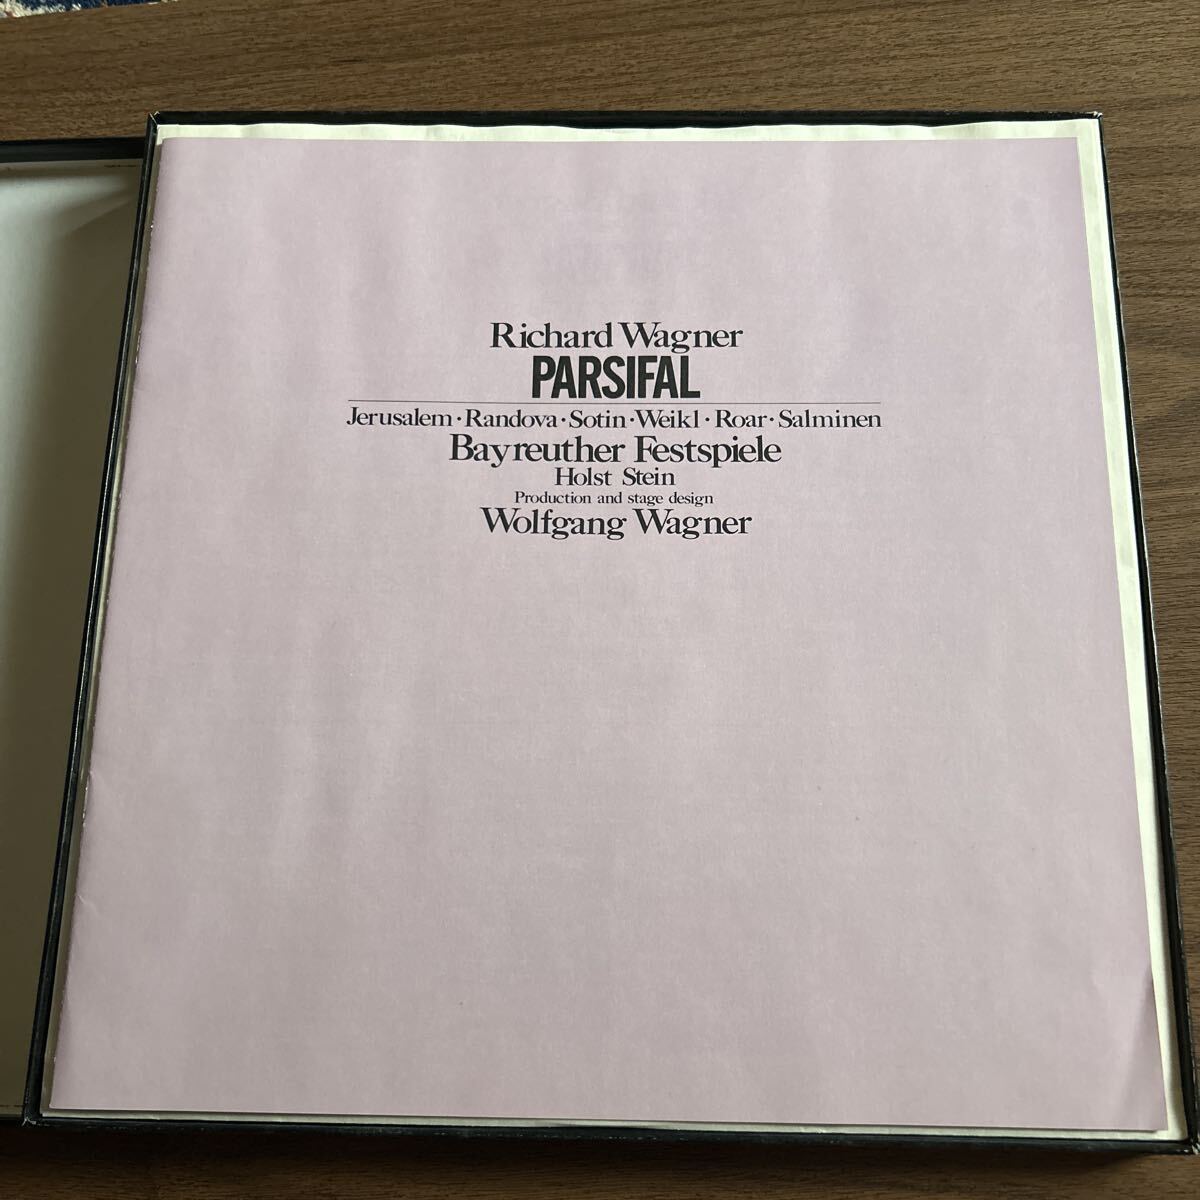 Richard Wagner
PARSIFAL
Jerusalem·Randova·Sotin·Weikl·Roar·Salminen
Bayreuther Festspiele
Holst Stein
Production and stage design
Wolfgang Wagner